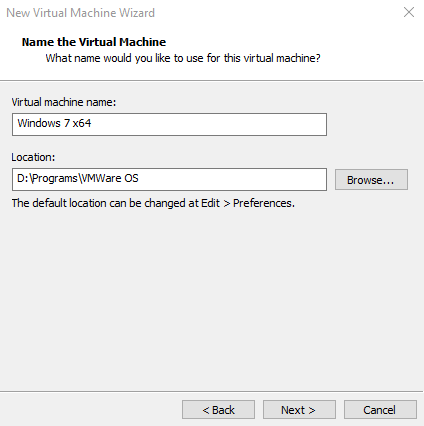 New Virtual Machine Wizard
Name the Virtual Machine
What name would you like to use for this virtual machine?
Virtual machine name:
Windows 7 x64
Location:
D:\Programs\VMWare OS
Browse...
The default location can be changed at Edit > Preferences.
< Back
Next >
Cancel